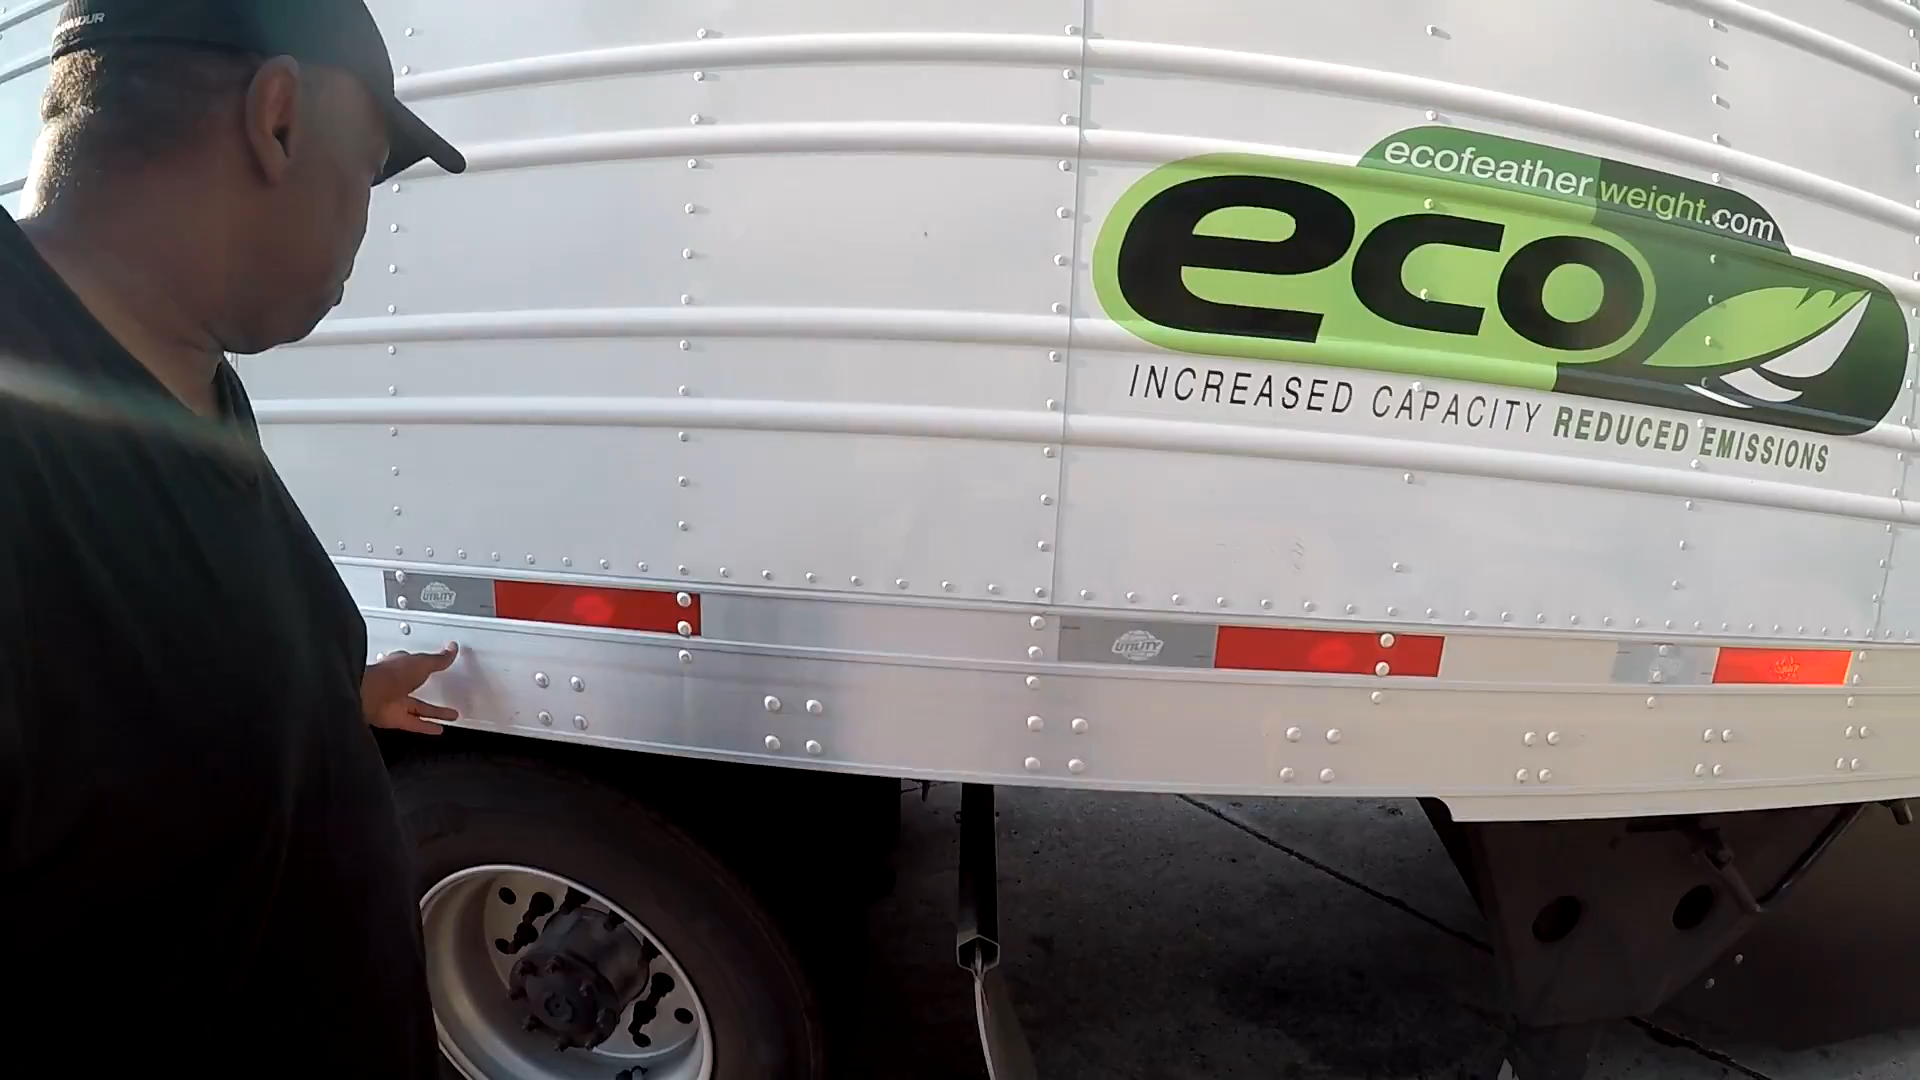 ecofeatherweight.com
eco
INCREASED CAPACITY REDUCED EMISSIONS
UTILITY
UTILITY